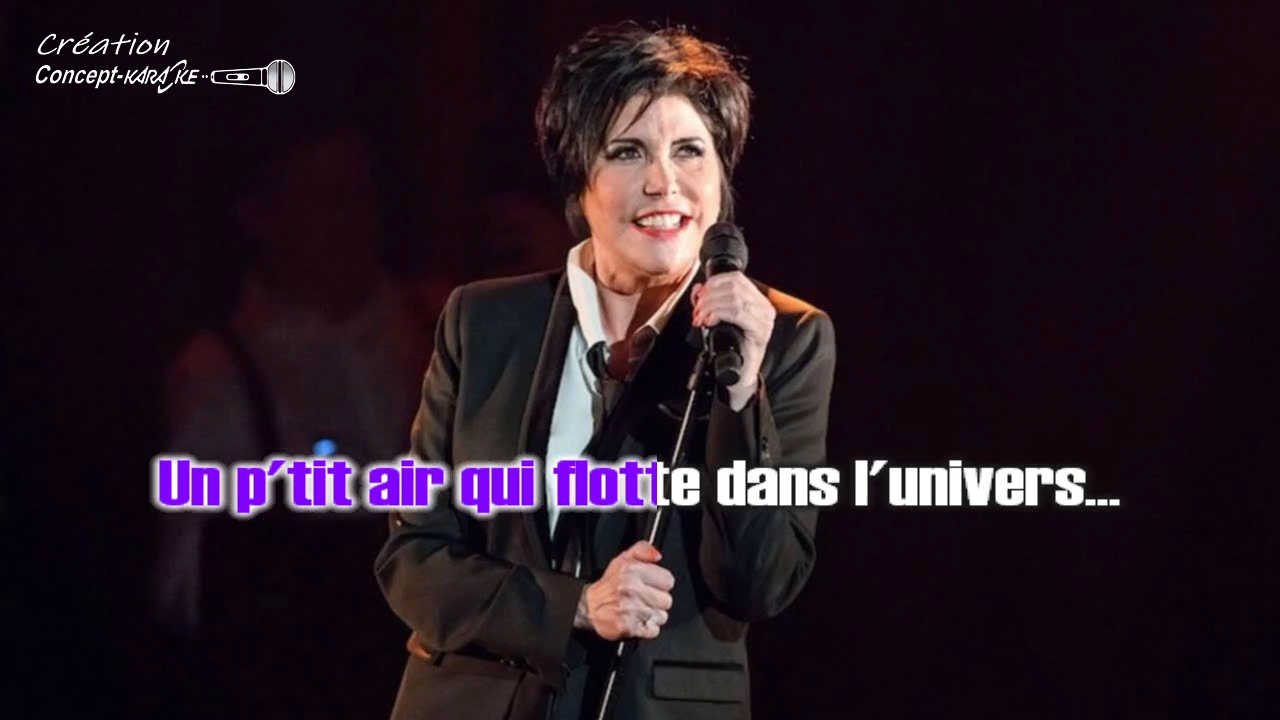 Création
Concept-KARAOKE
Un p'tit air qui flotte dans l'univers...